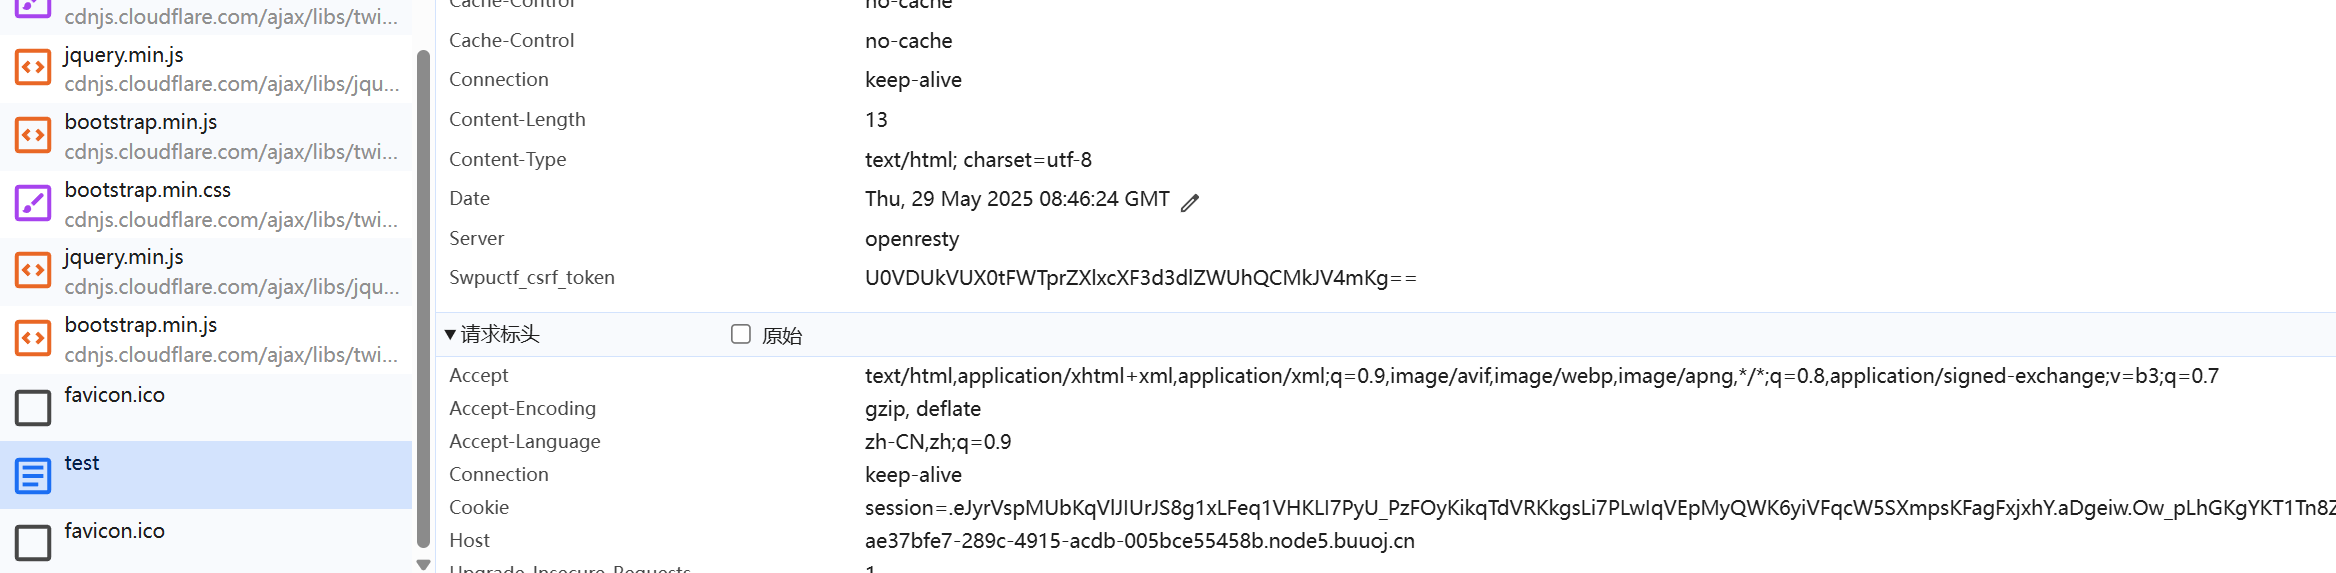 cdnjs.cloudflare.com/ajax/libs/twi...
jquery.min.js
cdnjs.cloudflare.com/ajax/libs/jqu...
bootstrap.min.js
cdnjs.cloudflare.com/ajax/libs/twi...
bootstrap.min.css
cdnjs.cloudflare.com/ajax/libs/twi...
jquery.min.js
cdnjs.cloudflare.com/ajax/libs/jqu...
bootstrap.min.js
cdnjs.cloudflare.com/ajax/libs/twi...
favicon.ico
test
favicon.ico
Cache-Control no-cache
Cache-Control no-cache
Connection keep-alive
Content-Length 13
Content-Type text/html; charset=utf-8
Date Thu, 29 May 2025 08:46:24 GMT
Server openresty
Swpuctf_csrf_token U0VDUkVUX0tFWTprZXlxcXF3d3dlZWUhQCMkJV4mKg==
请求标头 原始
Accept text/html,application/xhtml+xml,application/xml;q=0.9,image/avif,image/webp,image/apng,*/*;q=0.8,application/signed-exchange;v=b3;q=0.7
Accept-Encoding gzip, deflate
Accept-Language zh-CN,zh;q=0.9
Connection keep-alive
Cookie session=.eJyrVspMUbKqVlJIUrJS8g1xLFeq1VHKLI7PyU_PzFOyKikqTdVRKkgsLi7PLwIqVEpMyQWK6yiVFqcW5SXmpsKFagFxjxhY.aDgeiw.Ow_pLhGKgYKT1Tn8Z
Host ae37bfe7-289c-4915-acdb-005bce55458b.node5.buuoj.cn
Upgrade-Insecure-Requests 1